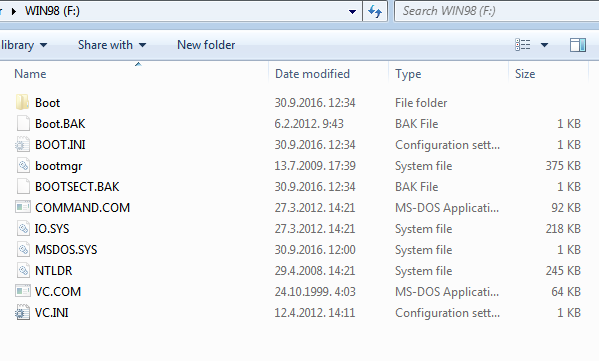 r ▸ WIN98 (F:) Search WIN98 (F:)
library Share with New folder
Name Date modified Type Size
Boot 30.9.2016. 12:34 File folder
Boot.BAK 6.2.2012. 9:43 BAK File 1 KB
BOOT.INI 30.9.2016. 12:34 Configuration sett... 1 KB
bootmgr 13.7.2009. 17:39 System file 375 KB
BOOTSECT.BAK 30.9.2016. 12:34 BAK File 1 KB
COMMAND.COM 27.3.2012. 14:21 MS-DOS Applicati... 92 KB
IO.SYS 27.3.2012. 14:21 System file 218 KB
MSDOS.SYS 30.9.2016. 12:00 System file 1 KB
NTLDR 29.4.2008. 14:21 System file 245 KB
VC.COM 24.10.1999. 4:03 MS-DOS Applicati... 64 KB
VC.INI 12.4.2012. 14:11 Configuration sett... 1 KB